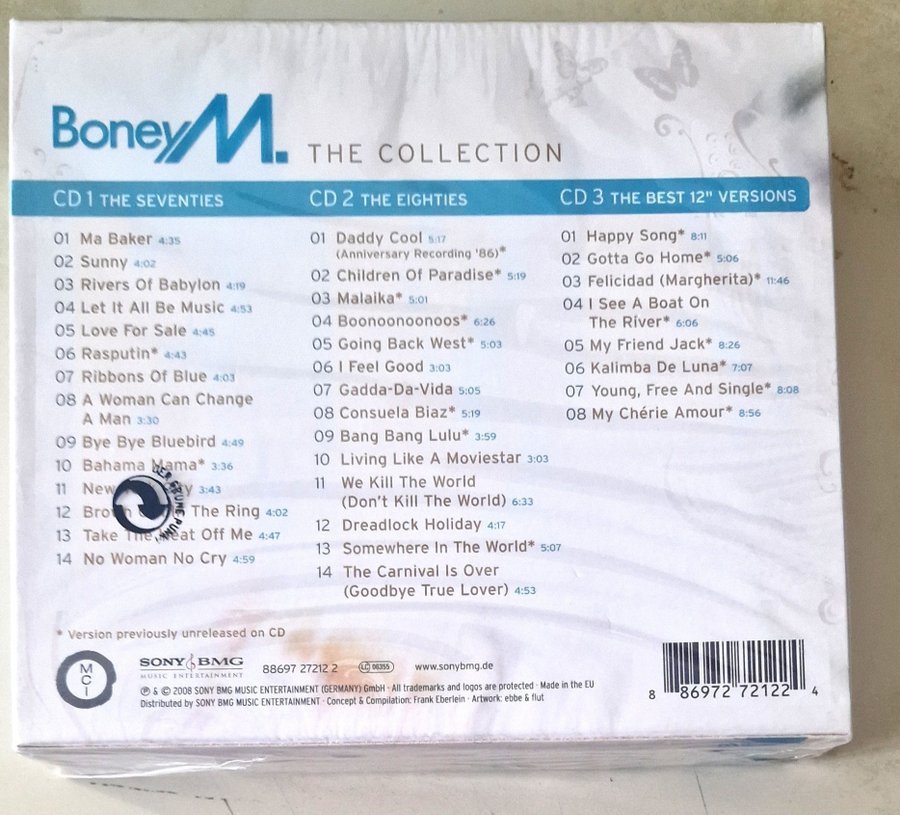 Boney M. THE COLLECTION
CD 1 THE SEVENTIES
01 Ma Baker 4:35
02 Sunny 4:02
03 Rivers Of Babylon 4:19
04 Let It All Be Music 4:53
05 Love For Sale 4:45
06 Rasputin* 4:43
07 Ribbons Of Blue 4:03
08 A Woman Can Change
A Man 3:30
09 Bye Bye Bluebird 4:49
10 Bahama Mama* 3:36
11 New 3:43
12 The Ring 4:02
13 Take The Heat Off Me 4:47
14 No Woman No Cry 4:59
DER GRÜNE PUNKT
CD 2 THE EIGHTIES
01 Daddy Cool 5:17
(Anniversary Recording '86)*
02 Children Of Paradise* 5:19
03 Malaika* 5:01
04 Boonoonoonoos* 6:26
05 Going Back West* 5:03
06 I Feel Good 3:03
07 Gadda-Da-Vida 5:05
08 Consuela Biaz* 5:19
09 Bang Bang Lulu* 3:59
10 Living Like A Moviestar 3:03
11 We Kill The World
(Don't Kill The World) 6:33
12 Dreadlock Holiday 4:17
13 Somewhere In The World* 5:07
14 The Carnival Is Over
(Goodbye True Lover) 4:53
CD 3 THE BEST 12" VERSIONS
01 Happy Song* 8:11
02 Gotta Go Home* 5:06
03 Felicidad (Margherita)* 11:46
04 I See A Boat On
The River* 6:06
05 My Friend Jack* 8:26
06 Kalimba De Luna* 7:07
07 Young, Free And Single* 8:08
08 My Chérie Amour* 8:56
* Version previously unreleased on CD
MCI
SONY BMG
MUSIC ENTERTAINMENT
88697 27212 2
LC 06355
www.sonybmg.de
℗ & © 2008 SONY BMG MUSIC ENTERTAINMENT (GERMANY) GmbH · All trademarks and logos are protected · Made in the EU
Distributed by SONY BMG MUSIC ENTERTAINMENT · Concept & Compilation: Frank Eberlein · Artwork: ebbe & flut
8 86972 72122 4